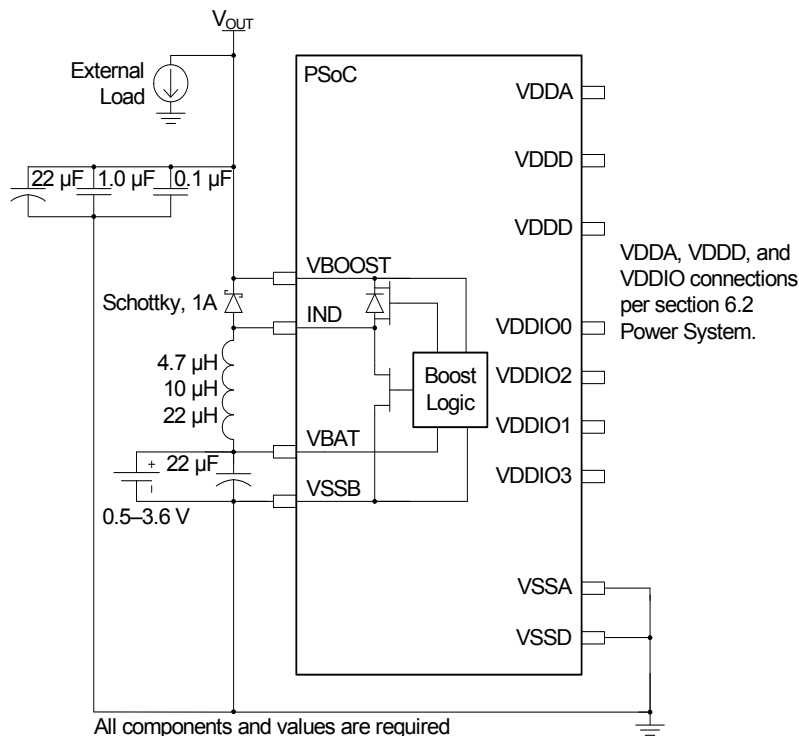 VOUT
External
Load
PSoC
VDDA
VDDD
VDDD
22 µF 1.0 µF 0.1 µF
VDDA, VDDD, and
VDDIO connections
per section 6.2
Power System.
VBOOST
Schottky, 1A
IND
VDDIO0
4.7 µH
10 µH
22 µH
Boost
Logic
VDDIO2
VDDIO1
VBAT
22 µF
+
-
VDDIO3
VSSB
0.5–3.6 V
VSSA
VSSD
All components and values are required